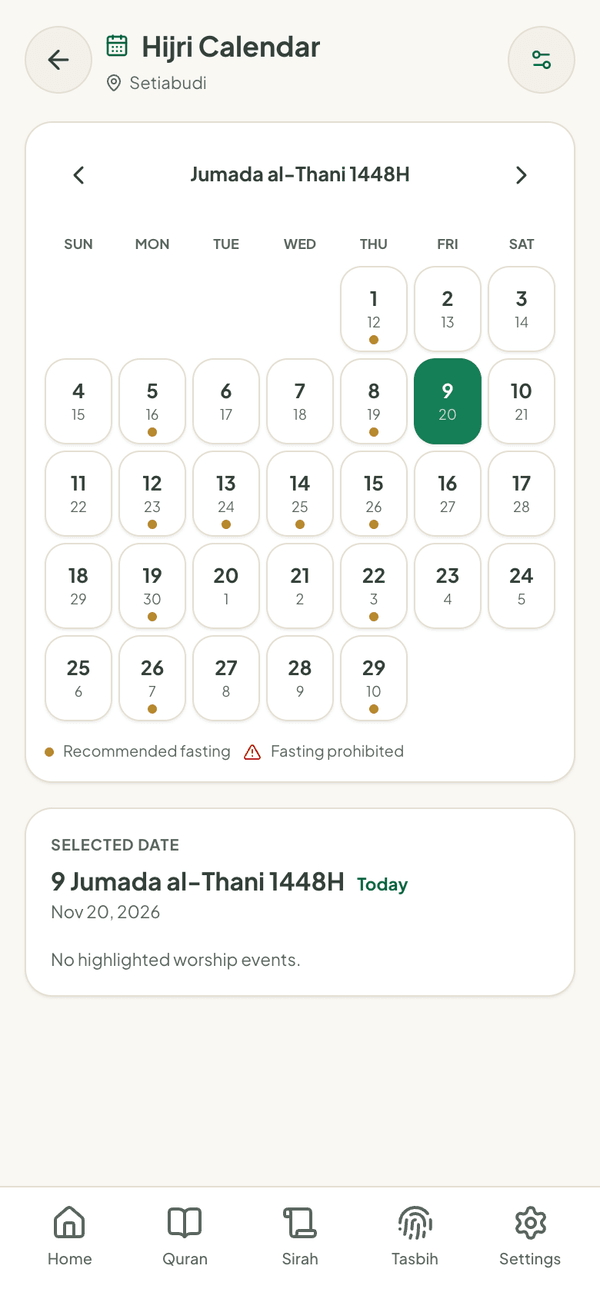 Hijri Calendar
Setiabudi
Jumada al-Thani 1448H
SUN MON TUE WED THU FRI SAT
1 2 3
12 13 14
4 5 6 7 8 9 10
15 16 17 18 19 20 21
11 12 13 14 15 16 17
22 23 24 25 26 27 28
18 19 20 21 22 23 24
29 30 1 2 3 4 5
25 26 27 28 29
6 7 8 9 10
Recommended fasting Fasting prohibited
SELECTED DATE
9 Jumada al-Thani 1448H Today
Nov 20, 2026
No highlighted worship events.
Home Quran Sirah Tasbih Settings